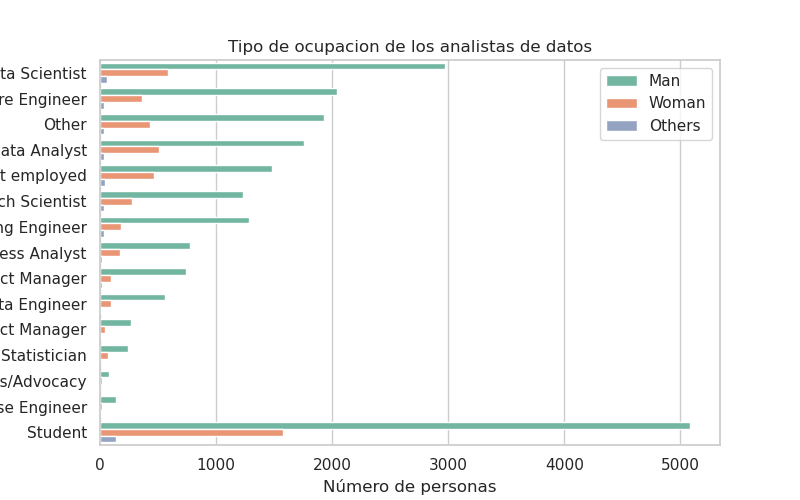 Tipo de ocupacion de los analistas de datos
Man
Woman
Others
ta Scientist
re Engineer
Other
ata Analyst
t employed
ch Scientist
ng Engineer
ess Analyst
ct Manager
ta Engineer
ct Manager
Statistician
s/Advocacy
se Engineer
Student
0 1000 2000 3000 4000 5000
Número de personas